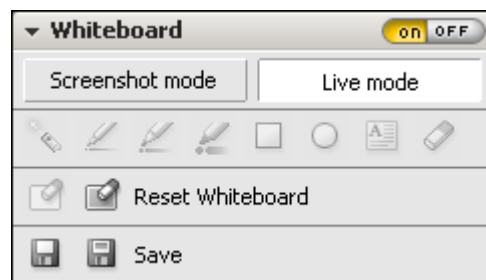 Whiteboard on OFF
Screenshot mode Live mode
A
Reset Whiteboard
Save